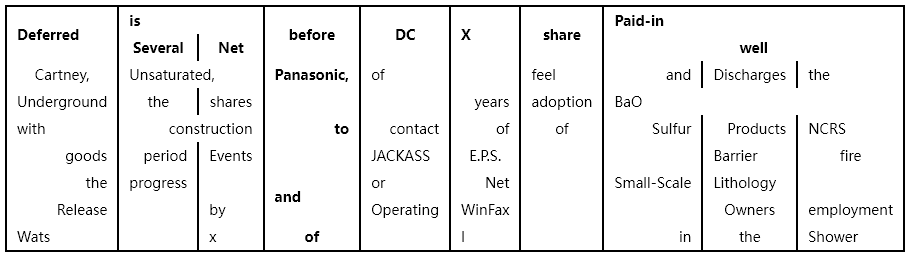 Deferred is before DC X share Paid-in
Several Net well
Cartney, Unsaturated, Panasonic, of feel and Discharges the
Underground the shares years adoption BaO
with construction to contact of of Sulfur Products NCRS
goods period Events JACKASS E.P.S. Barrier fire
the progress or Net Small-Scale Lithology
and
Release by Operating WinFax Owners employment
Wats x of l in the Shower